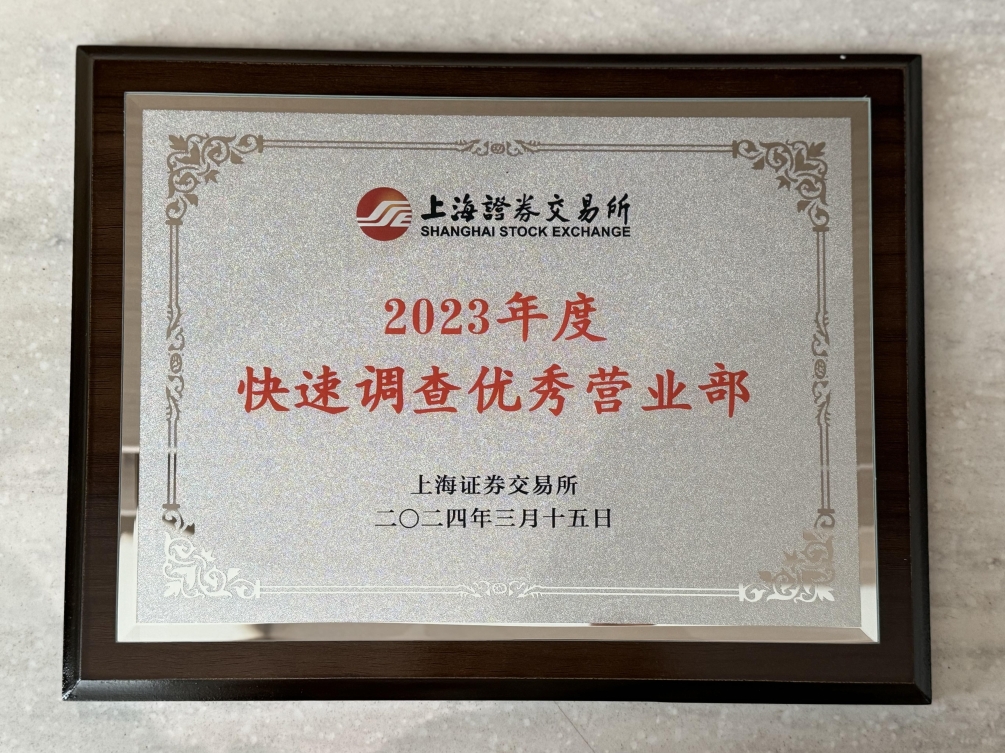 上海證券交易所
SHANGHAI STOCK EXCHANGE
2023年度
快速调查优秀营业部
上海证券交易所
二〇二四年三月十五日